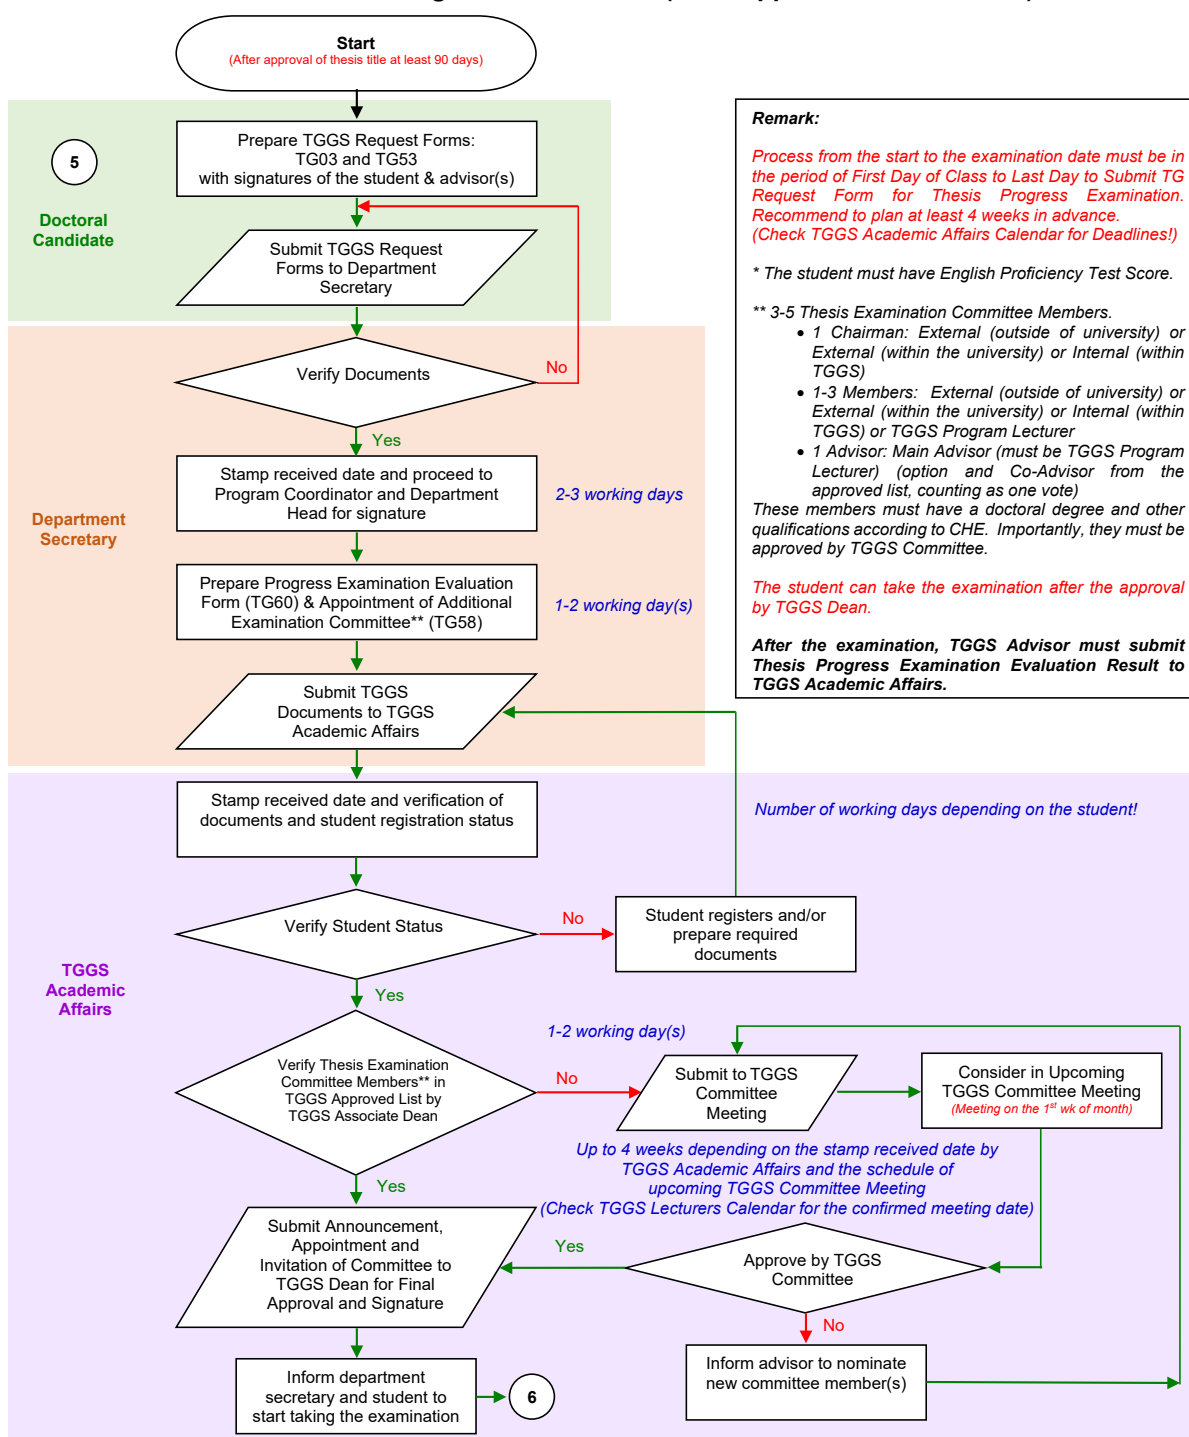 Start
(After approval of thesis title at least 90 days)
5
Doctoral
Candidate
Prepare TGGS Request Forms:
TG03 and TG53
with signatures of the student & advisor(s)
Submit TGGS Request
Forms to Department
Secretary
Verify Documents
No
Yes
Department
Secretary
Stamp received date and proceed to
Program Coordinator and Department
Head for signature
2-3 working days
Prepare Progress Examination Evaluation
Form (TG60) & Appointment of Additional
Examination Committee** (TG58)
1-2 working day(s)
Submit TGGS
Documents to TGGS
Academic Affairs
Remark:
Process from the start to the examination date must be in
the period of First Day of Class to Last Day to Submit TG
Request Form for Thesis Progress Examination.
Recommend to plan at least 4 weeks in advance.
(Check TGGS Academic Affairs Calendar for Deadlines!)
* The student must have English Proficiency Test Score.
** 3-5 Thesis Examination Committee Members.
• 1 Chairman: External (outside of university) or
External (within the university) or Internal (within
TGGS)
• 1-3 Members: External (outside of university) or
External (within the university) or Internal (within
TGGS) or TGGS Program Lecturer
• 1 Advisor: Main Advisor (must be TGGS Program
Lecturer) (option and Co-Advisor from the
approved list, counting as one vote)
These members must have a doctoral degree and other
qualifications according to CHE. Importantly, they must be
approved by TGGS Committee.
The student can take the examination after the approval
by TGGS Dean.
After the examination, TGGS Advisor must submit
Thesis Progress Examination Evaluation Result to
TGGS Academic Affairs.
Stamp received date and verification of
documents and student registration status
Number of working days depending on the student!
Verify Student Status
No
Student registers and/or
prepare required
documents
TGGS
Academic
Affairs
Yes
1-2 working day(s)
Verify Thesis Examination
Committee Members** in
TGGS Approved List by
TGGS Associate Dean
No
Submit to TGGS
Committee
Meeting
Consider in Upcoming
TGGS Committee Meeting
(Meeting on the 1st wk of month)
Up to 4 weeks depending on the stamp received date by
TGGS Academic Affairs and the schedule of
upcoming TGGS Committee Meeting
(Check TGGS Lecturers Calendar for the confirmed meeting date)
Yes
Submit Announcement,
Appointment and
Invitation of Committee to
TGGS Dean for Final
Approval and Signature
Yes
Approve by TGGS
Committee
No
Inform advisor to nominate
new committee member(s)
Inform department
secretary and student to
start taking the examination
6